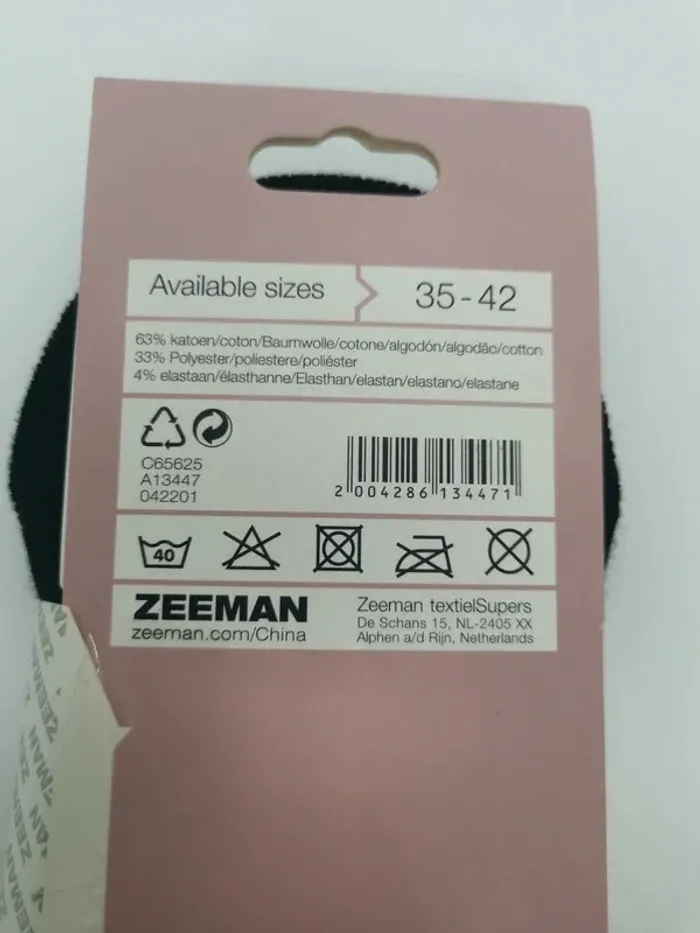 Available sizes 35-42
63% katoen/coton/Baumwolle/cotone/algodón/algodão/cotton
33% Polyester/poliestere/poliéster
4% elastaan/élasthanne/Elasthan/elastan/elastano/elastane
C65625
A13447
042201
2 004286 134471
40
ZEEMAN
zeeman.com/China
Zeeman textielSupers
De Schans 15, NL-2405 XX
Alphen a/d Rijn, Netherlands
ZEEMAN
ZEEMAN